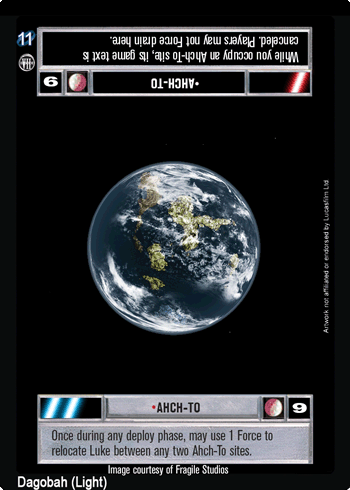 11
While you occupy an Ahch-To site, its game text is
canceled. Players may not Force drain here.
6
•AHCH-TO
Artwork not affiliated or endorsed by Lucasfilm Ltd
•AHCH-TO
9
Once during any deploy phase, may use 1 Force to
relocate Luke between any two Ahch-To sites.
Image courtesy of Fragile Studios
Dagobah (Light)